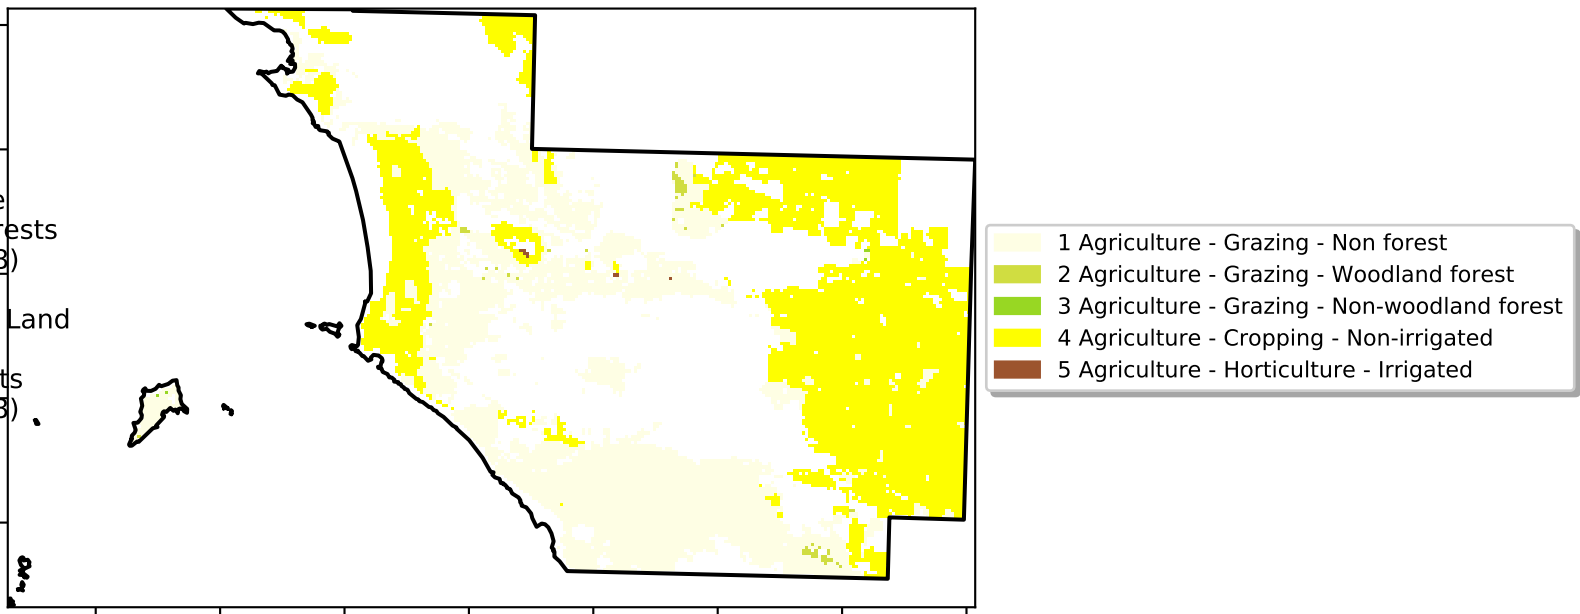 rests
Land
ts
1 Agriculture - Grazing - Non forest
2 Agriculture - Grazing - Woodland forest
3 Agriculture - Grazing - Non-woodland forest
4 Agriculture - Cropping - Non-irrigated
5 Agriculture - Horticulture - Irrigated